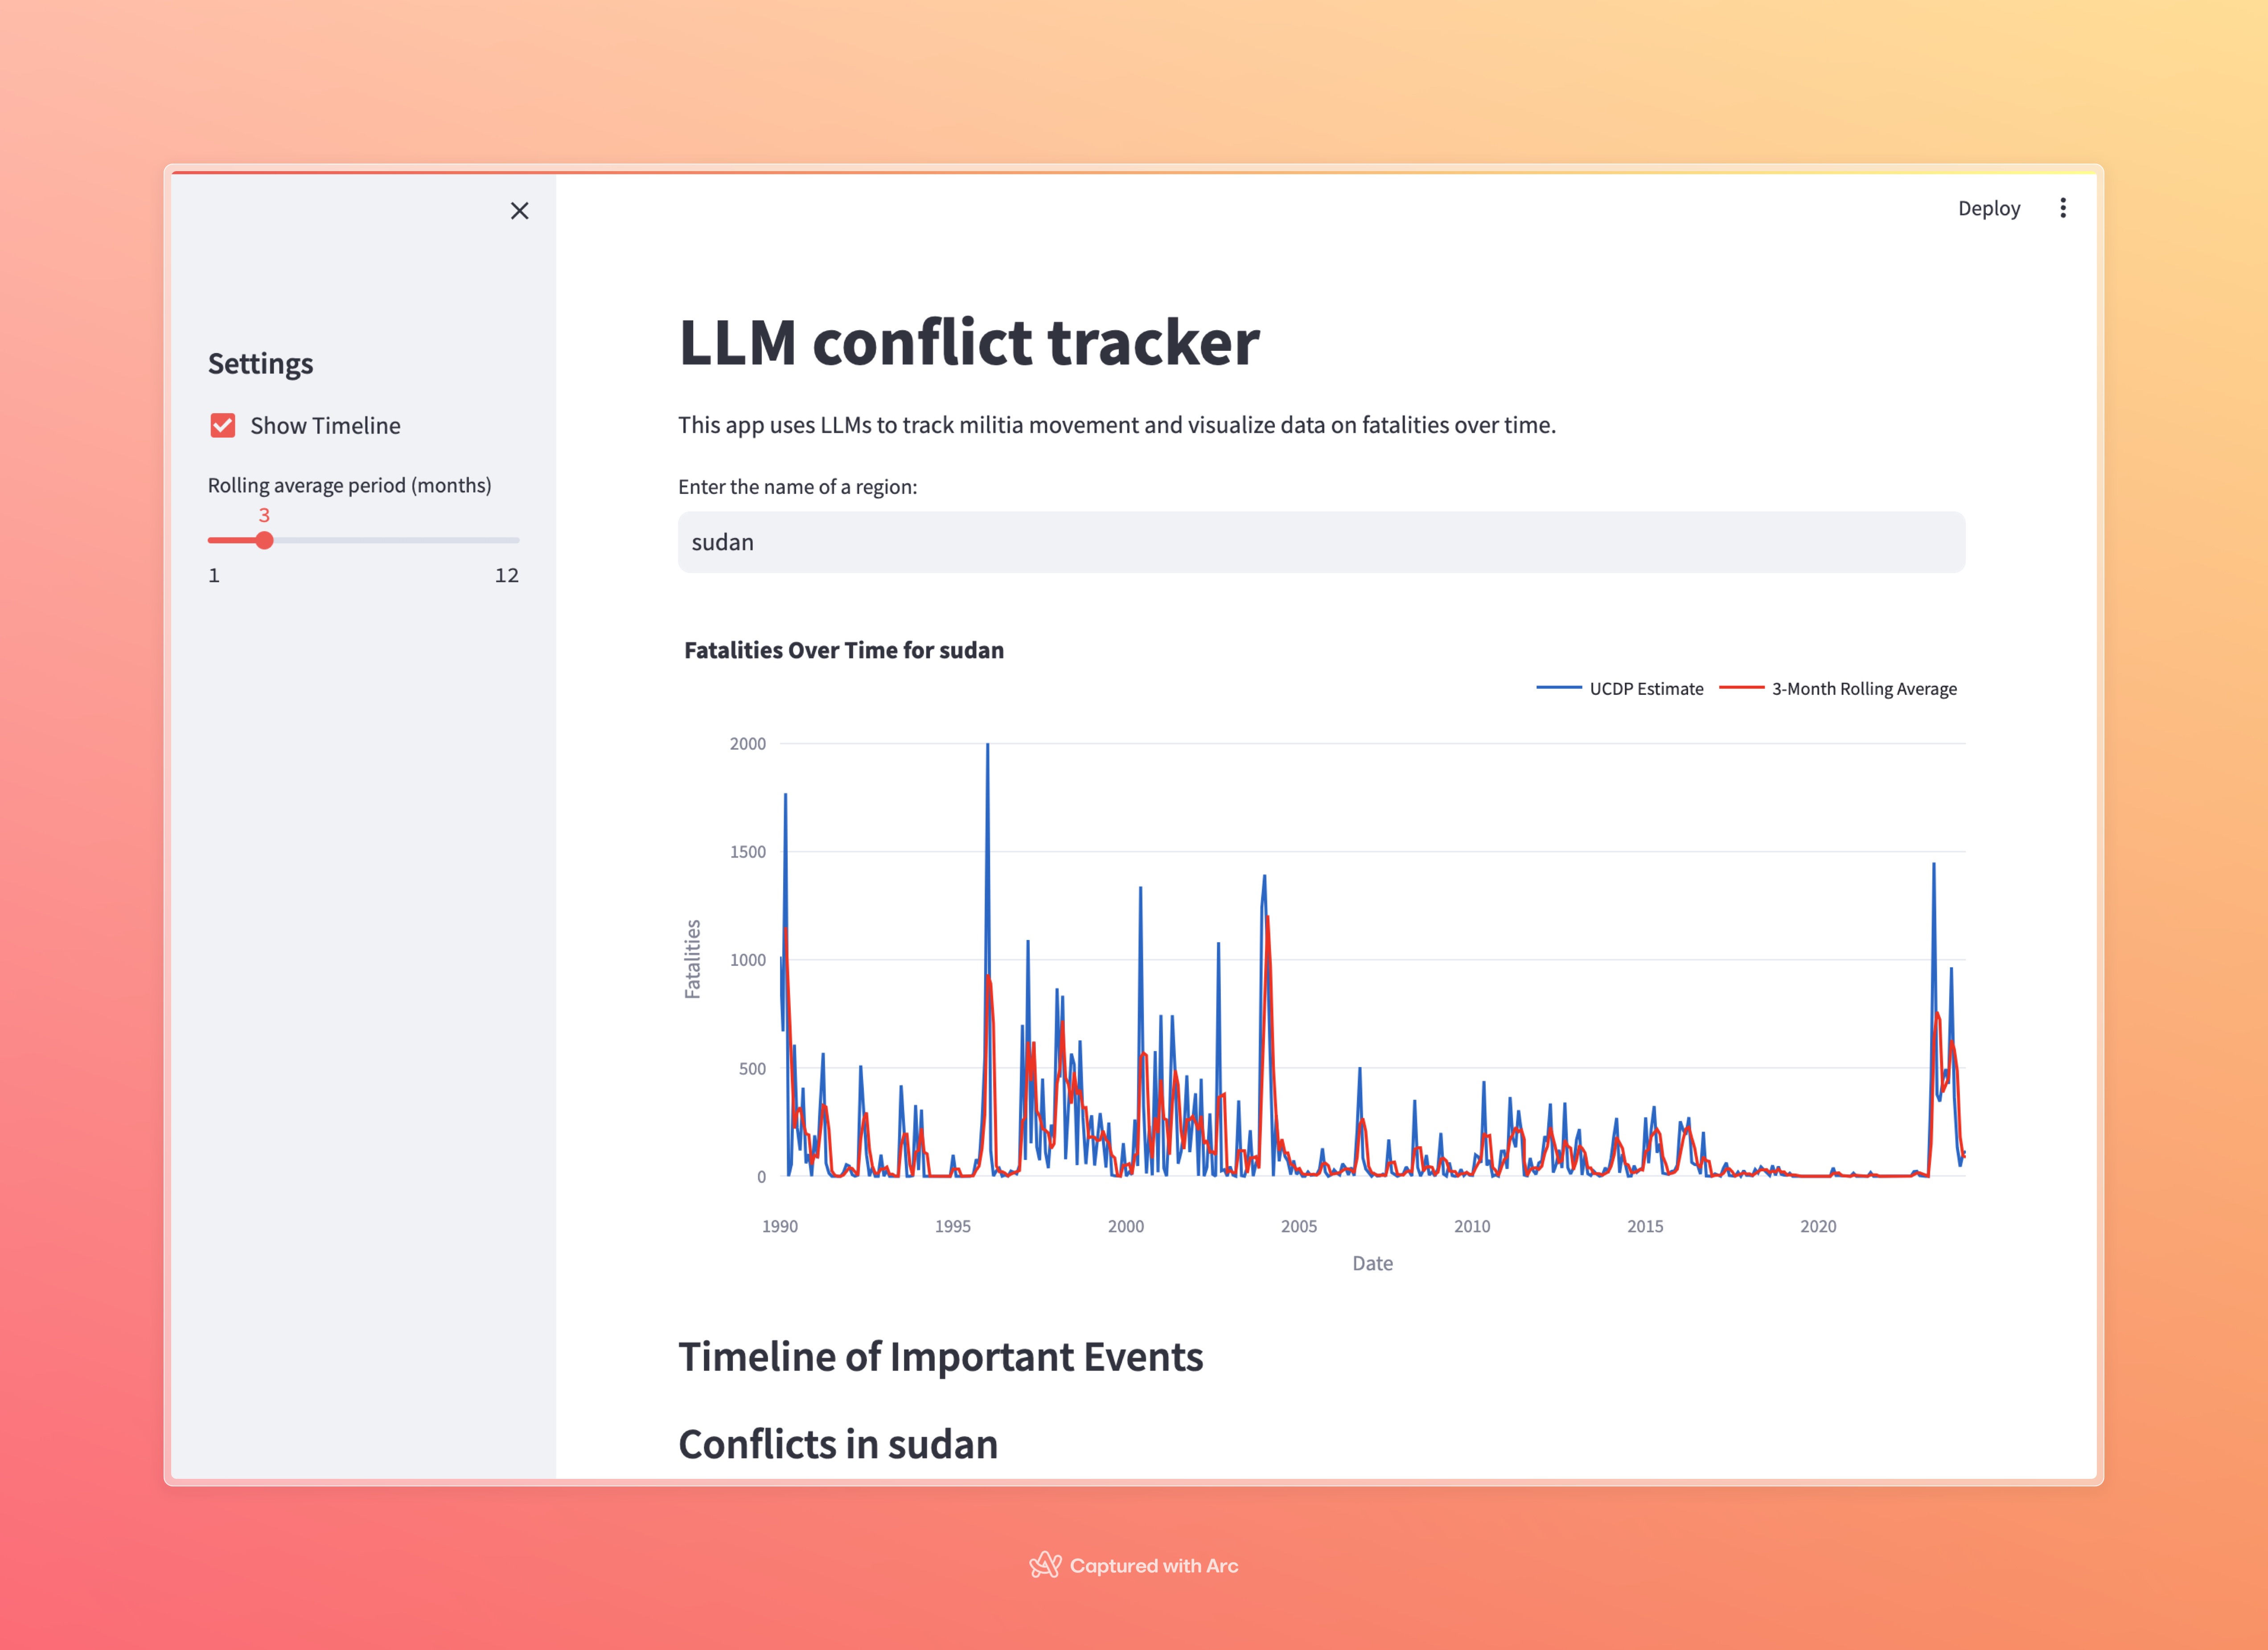 Deploy
Settings
Show Timeline
Rolling average period (months)
3
1 12
LLM conflict tracker
This app uses LLMs to track militia movement and visualize data on fatalities over time.
Enter the name of a region:
sudan
Fatalities Over Time for sudan
UCDP Estimate 3-Month Rolling Average
2000
1500
1000
500
0
Fatalities
1990 1995 2000 2005 2010 2015 2020
Date
Timeline of Important Events
Conflicts in sudan
Captured with Arc